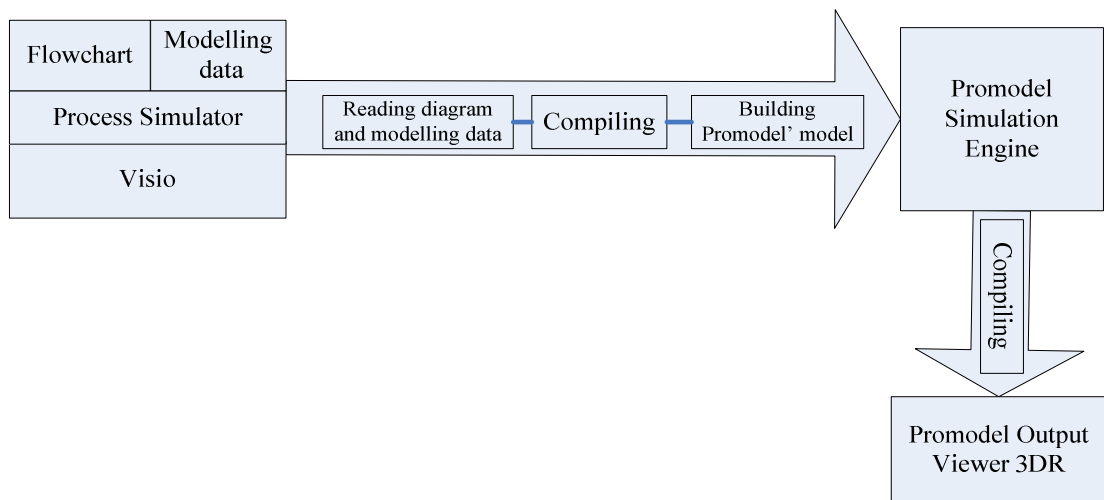 Flowchart
Modelling
data
Process Simulator
Visio
Reading diagram
and modelling data
Compiling
Building
Promodel’ model
Promodel
Simulation
Engine
Compiling
Promodel Output
Viewer 3DR